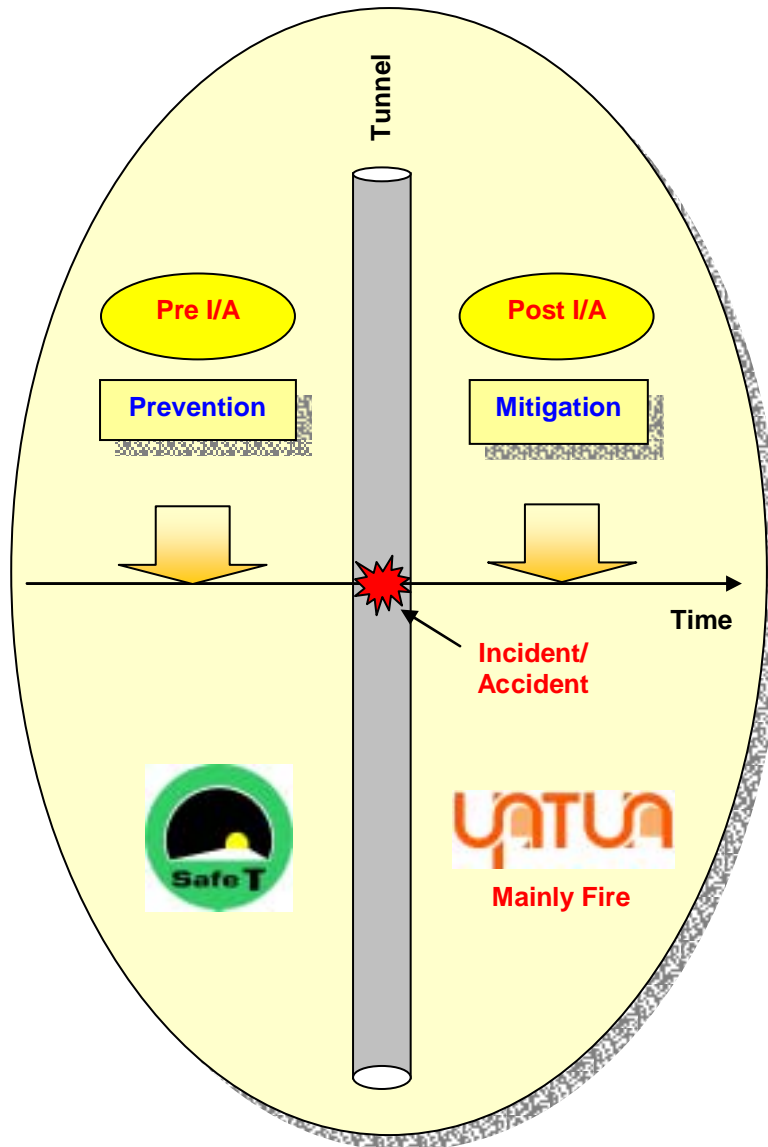 Tunnel
Pre I/A
Post I/A
Prevention
Mitigation
Time
Incident/
Accident
Safe T
UPTUN
Mainly Fire